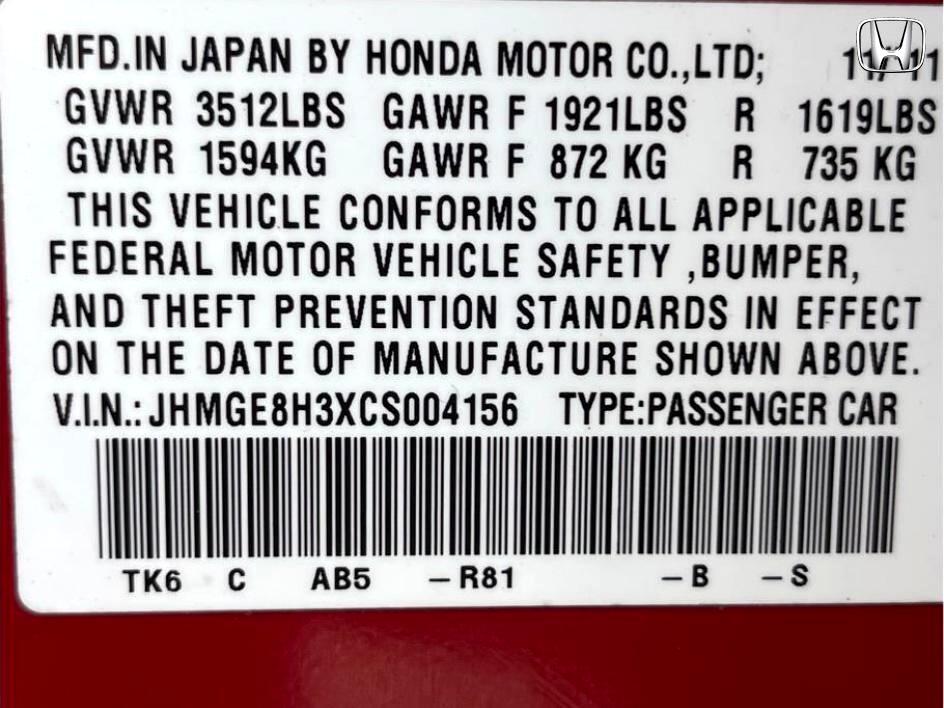 MFD.IN JAPAN BY HONDA MOTOR CO.,LTD; 11/11
GVWR 3512LBS GAWR F 1921LBS R 1619LBS
GVWR 1594KG GAWR F 872 KG R 735 KG
THIS VEHICLE CONFORMS TO ALL APPLICABLE
FEDERAL MOTOR VEHICLE SAFETY ,BUMPER,
AND THEFT PREVENTION STANDARDS IN EFFECT
ON THE DATE OF MANUFACTURE SHOWN ABOVE.
V.I.N.:JHMGE8H3XCS004156 TYPE:PASSENGER CAR
TK6 C AB5 -R81 -B -S